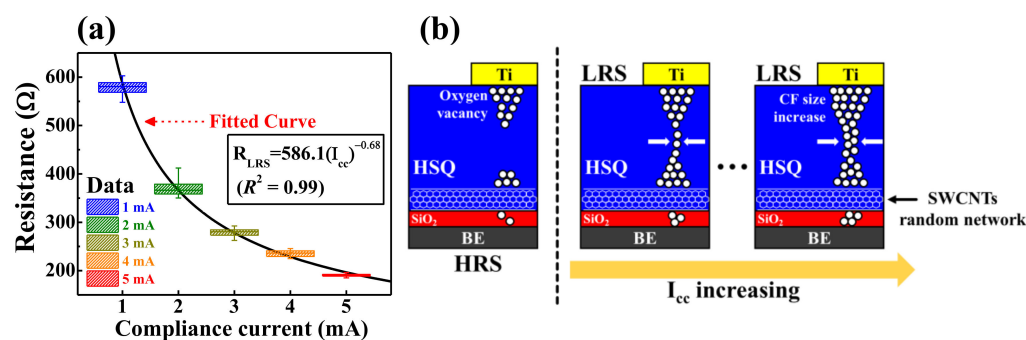 (a)
Resistance (Ω)
600
500
400
300
200
Fitted Curve
R_LRS=586.1(I_cc)^−0.68
(R² = 0.99)
Data
1 mA
2 mA
3 mA
4 mA
5 mA
1 2 3 4 5
Compliance current (mA)
(b)
Ti
Oxygen
vacancy
HSQ
SiO₂
BE
HRS
LRS
Ti
HSQ
SiO₂
BE
LRS
Ti
CF size
increase
HSQ
SiO₂
BE
SWCNTs
random network
I_cc increasing